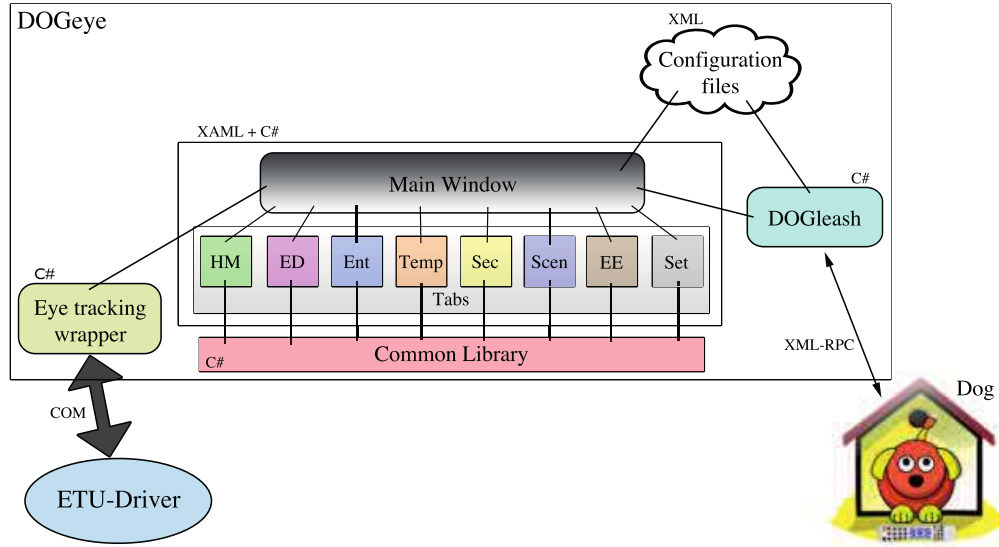 DOGeye
XML
Configuration
files
XAML + C#
Main Window
C#
DOGleash
HM ED Ent Temp Sec Scen EE Set
Tabs
C#
Eye tracking
wrapper
Common Library
C#
XML-RPC
COM
Dog
ETU-Driver